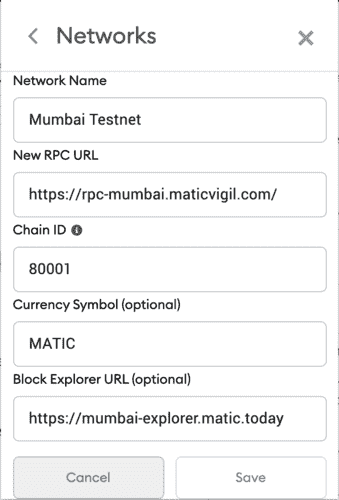 Networks
Network Name
Mumbai Testnet
New RPC URL
https://rpc-mumbai.maticvigil.com/
Chain ID
80001
Currency Symbol (optional)
MATIC
Block Explorer URL (optional)
https://mumbai-explorer.matic.today
Cancel Save